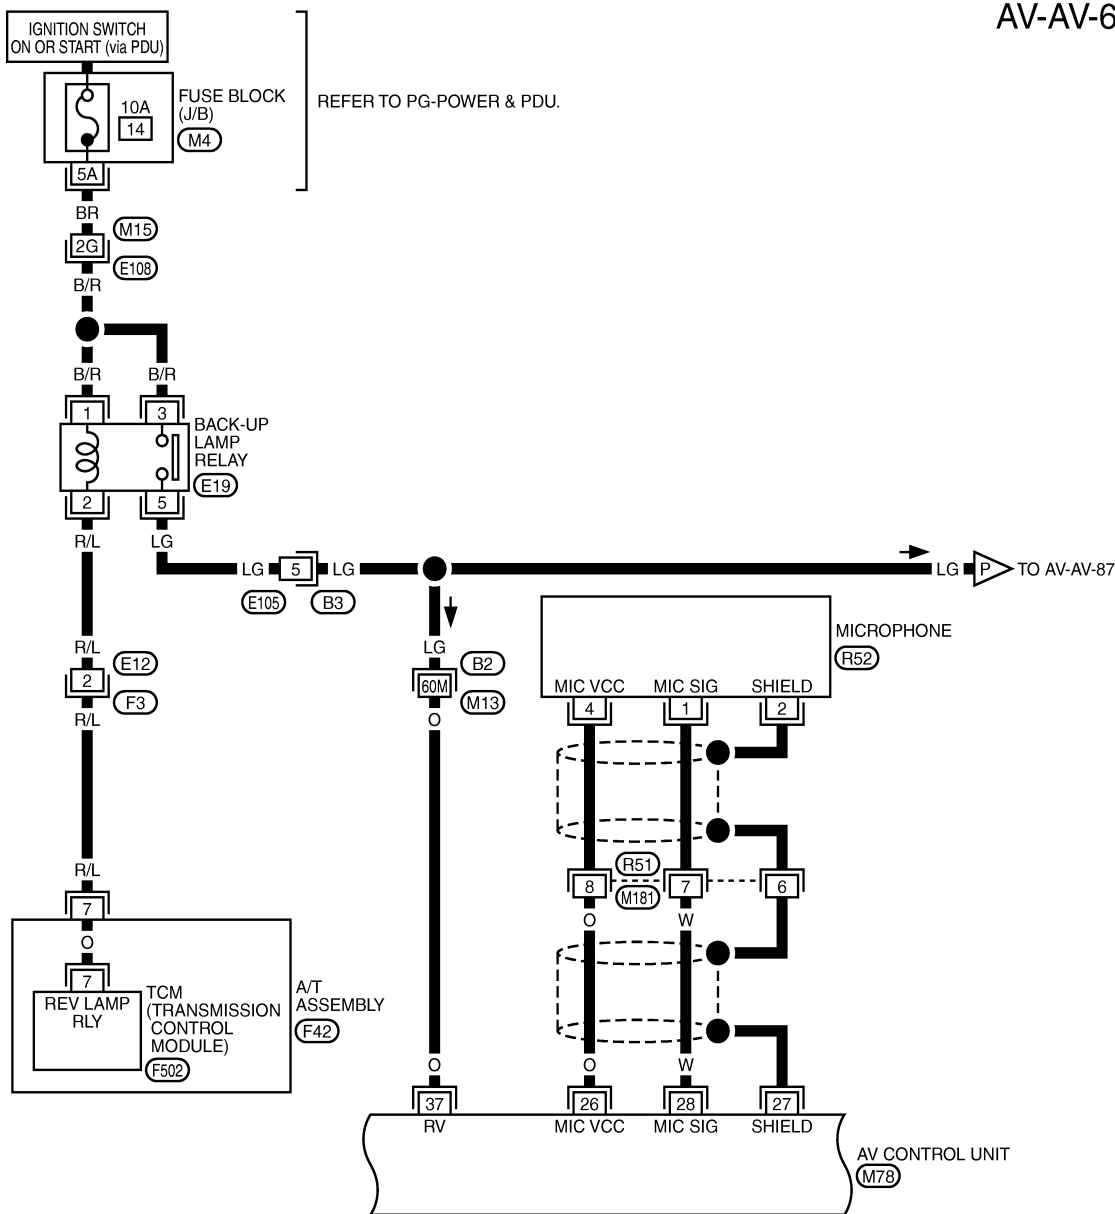 AV-AV-6
IGNITION SWITCH
ON OR START (via PDU)
10A
14
FUSE BLOCK
(J/B)
M4
REFER TO PG-POWER & PDU.
5A
BR
M15
2G
E108
B/R
B/R
B/R
1
3
BACK-UP
LAMP
RELAY
E19
2
5
R/L
LG
LG
5
LG
E105
B3
LG
P
TO AV-AV-87
R/L
E12
2
F3
R/L
LG
B2
60M
M13
O
MICROPHONE
R52
MIC VCC
MIC SIG
SHIELD
4
1
2
R51
8
M181
7
6
O
W
R/L
7
O
7
REV LAMP
RLY
TCM
(TRANSMISSION
CONTROL
MODULE)
F502
A/T
ASSEMBLY
F42
O
O
W
37
26
28
27
RV
MIC VCC
MIC SIG
SHIELD
AV CONTROL UNIT
M78